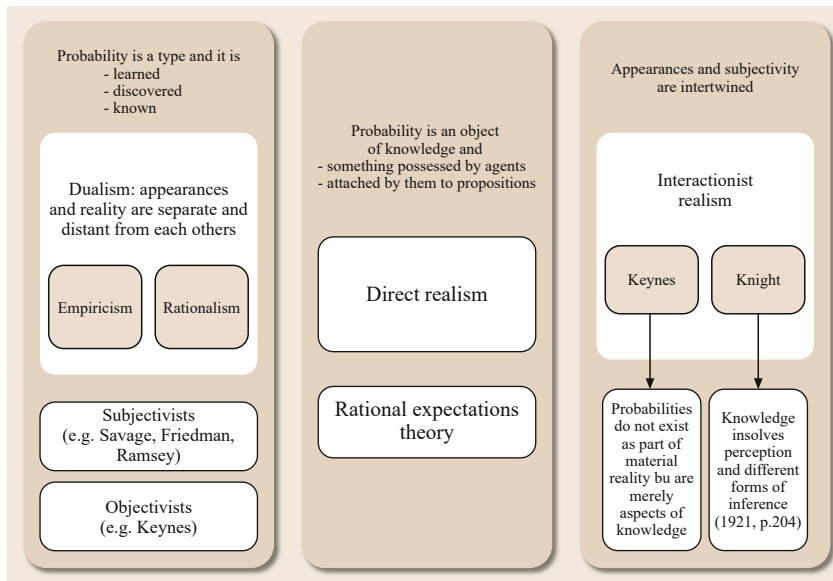 Probability is a type and it is
- learned
- discovered
- known
Dualism: appearances
and reality are separate and
distant from each others
Empiricism
Rationalism
Subjectivists
(e.g. Savage, Friedman,
Ramsey)
Objectivists
(e.g. Keynes)
Probability is an object
of knowledge and
- something possessed by agents
- attached by them to propositions
Direct realism
Rational expectations
theory
Appearances and subjectivity
are intertwined
Interactionist
realism
Keynes
Knight
Probabilities
do not exist
as part of
material
reality bu are
merely
aspects of
knowledge
Knowledge
involves
perception
and different
forms of
inference
(1921, p.204)